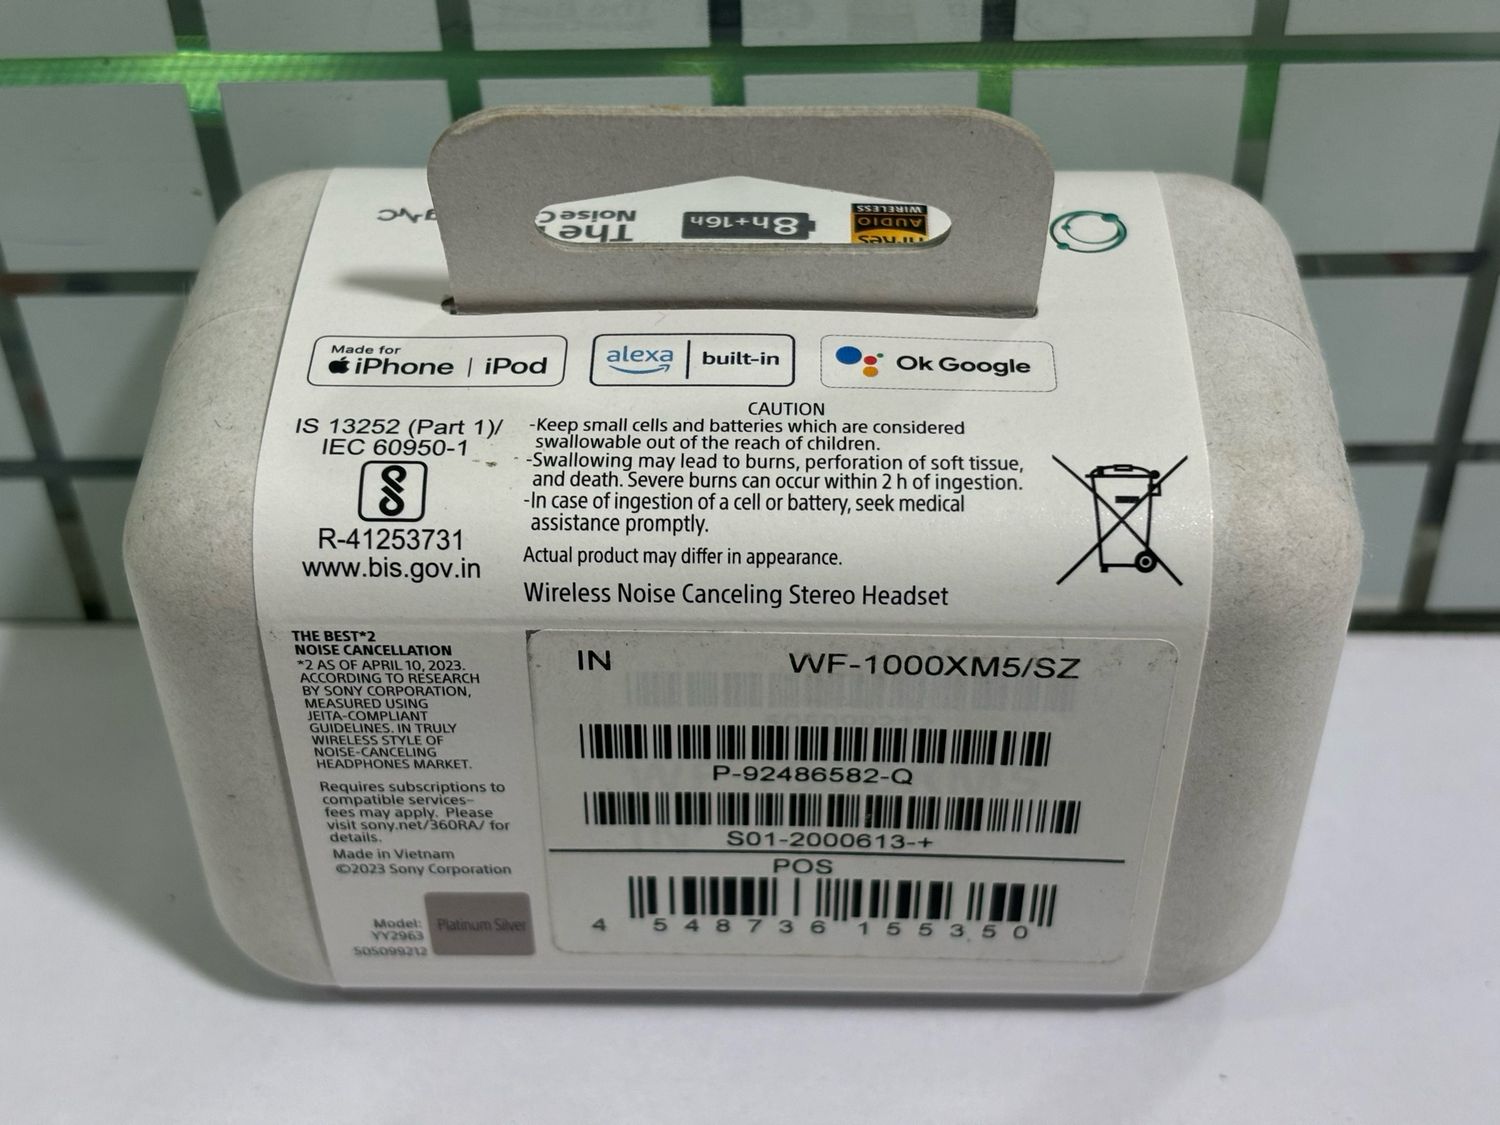 The
Noise C
8h+16h
Hi-Res
AUDIO
WIRELESS
Made for
iPhone | iPod
alexa | built-in
Ok Google
IS 13252 (Part 1)/
IEC 60950-1
R-41253731
www.bis.gov.in
CAUTION
-Keep small cells and batteries which are considered
swallowable out of the reach of children.
-Swallowing may lead to burns, perforation of soft tissue,
and death. Severe burns can occur within 2 h of ingestion.
-In case of ingestion of a cell or battery, seek medical
assistance promptly.
Actual product may differ in appearance.
Wireless Noise Canceling Stereo Headset
THE BEST*2
NOISE CANCELLATION
*2 AS OF APRIL 10, 2023.
ACCORDING TO RESEARCH
BY SONY CORPORATION,
MEASURED USING
JEITA-COMPLIANT
GUIDELINES. IN TRULY
WIRELESS STYLE OF
NOISE-CANCELING
HEADPHONES MARKET.
Requires subscriptions to
compatible services–
fees may apply. Please
visit sony.net/360RA/ for
details.
Made in Vietnam
©2023 Sony Corporation
Model:
YY2963
505099212
Platinum Silver
IN WF-1000XM5/SZ
P-92486582-Q
S01-2000613-+
POS
4 548736 155350